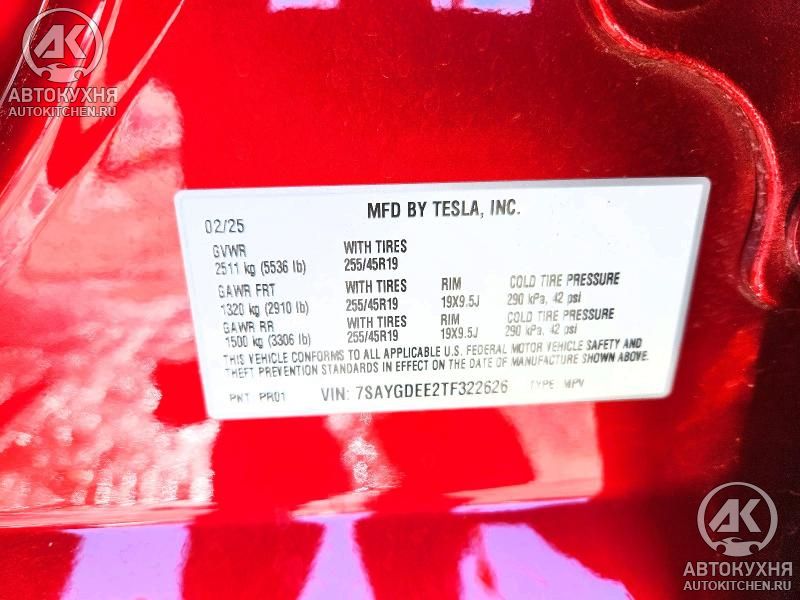 АК
АВТОКУХНЯ
AUTOKITCHEN.RU
MFD BY TESLA, INC.
02/25
GVWR WITH TIRES
2511 kg (5536 lb) 255/45R19
GAWR FRT WITH TIRES RIM COLD TIRE PRESSURE
1320 kg (2910 lb) 255/45R19 19X9.5J 290 kPa, 42 psi
GAWR RR WITH TIRES RIM COLD TIRE PRESSURE
1500 kg (3306 lb) 255/45R19 19X9.5J 290 kPa, 42 psi
THIS VEHICLE CONFORMS TO ALL APPLICABLE U.S. FEDERAL MOTOR VEHICLE SAFETY AND
THEFT PREVENTION STANDARDS IN EFFECT ON THE DATE OF MANUFACTURE SHOWN ABOVE.
PNT PR01 VIN: 7SAYGDEE2TF322626 TYPE MPV
АК
АВТОКУХНЯ
AUTOKITCHEN.RU